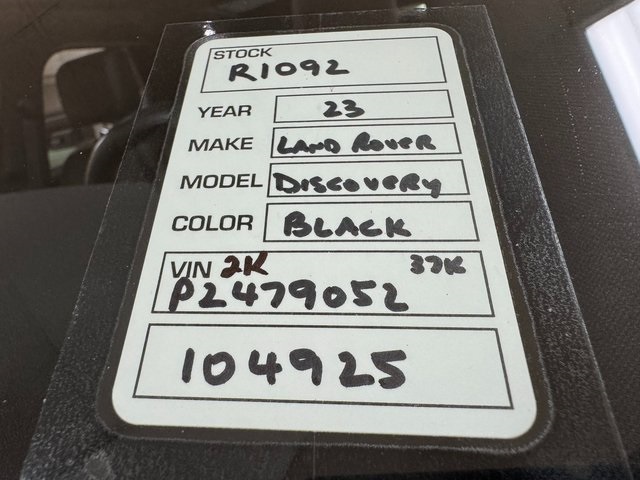 STOCK
R1092
YEAR 23
MAKE LAND ROVER
MODEL DISCOVERY
COLOR BLACK
VIN 2K 37K
P2479052
104925